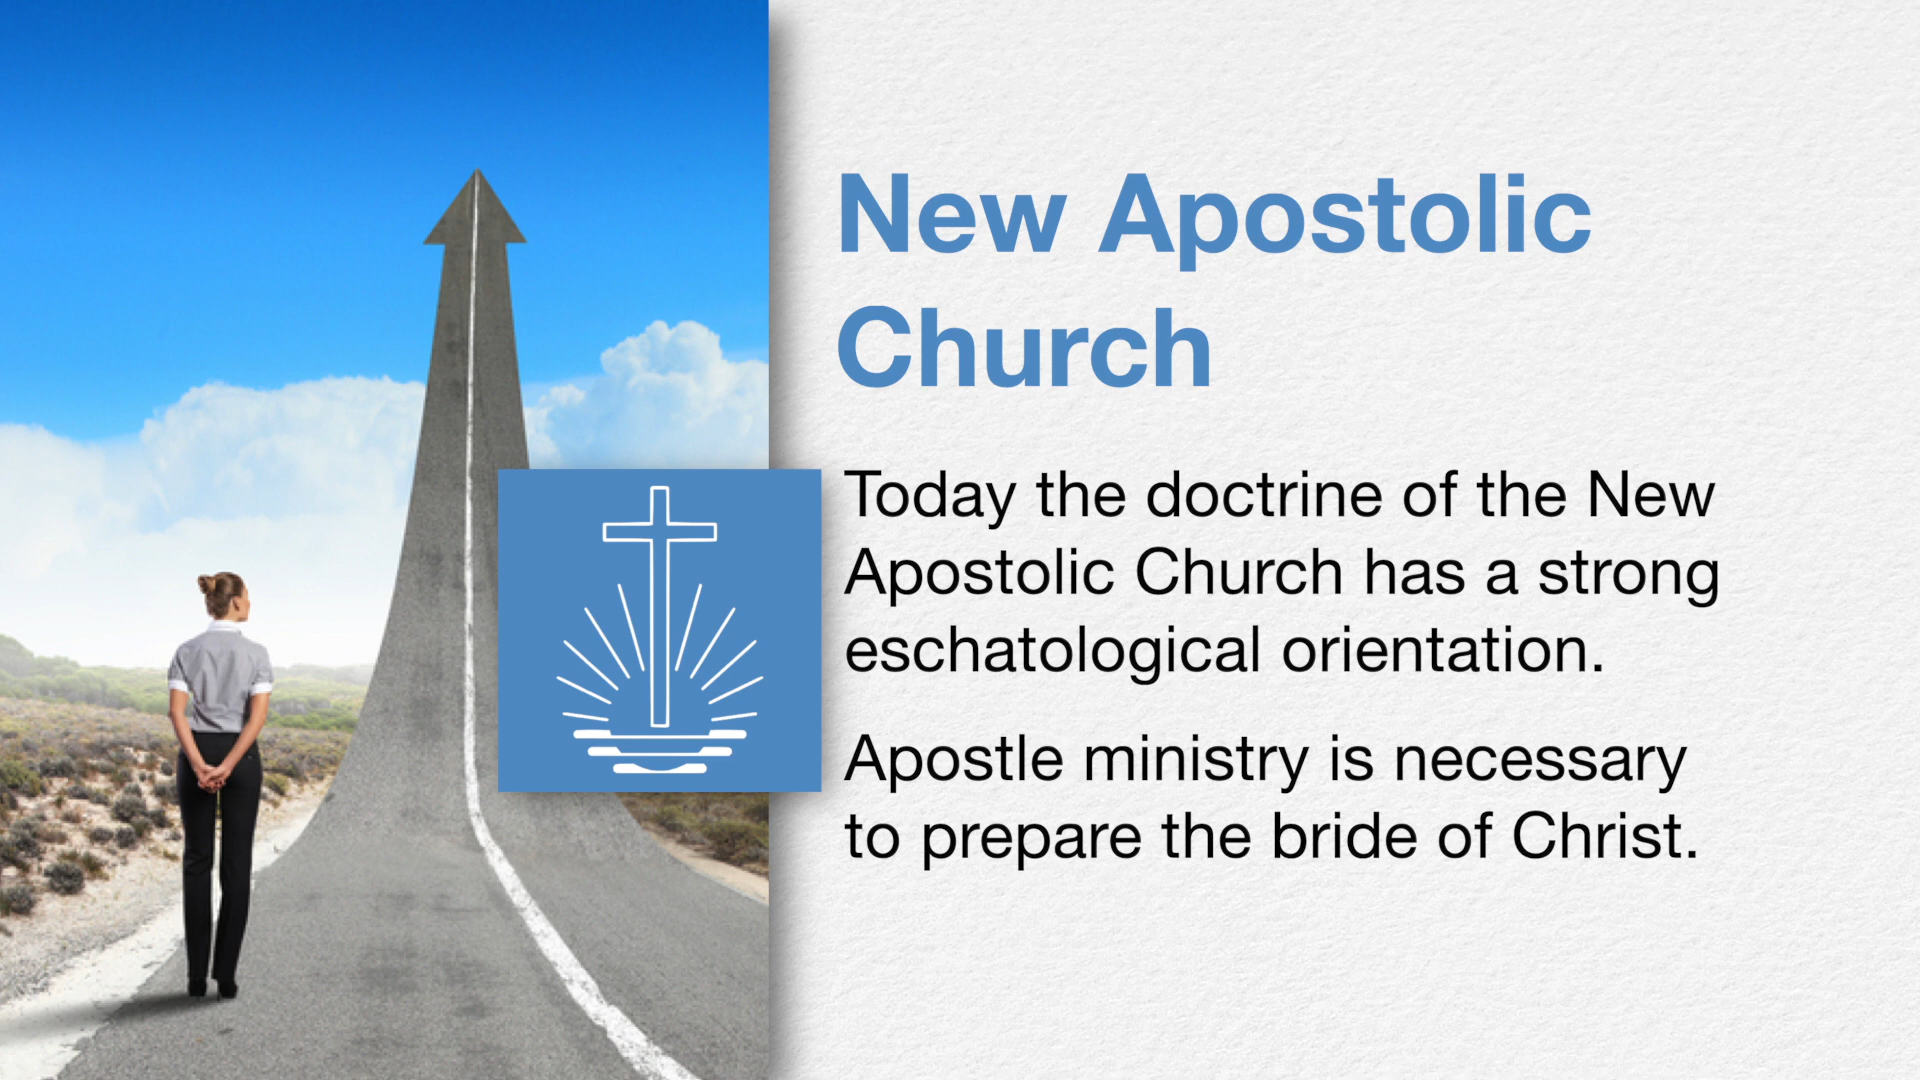 New Apostolic
Church
Today the doctrine of the New
Apostolic Church has a strong
eschatological orientation.
Apostle ministry is necessary
to prepare the bride of Christ.